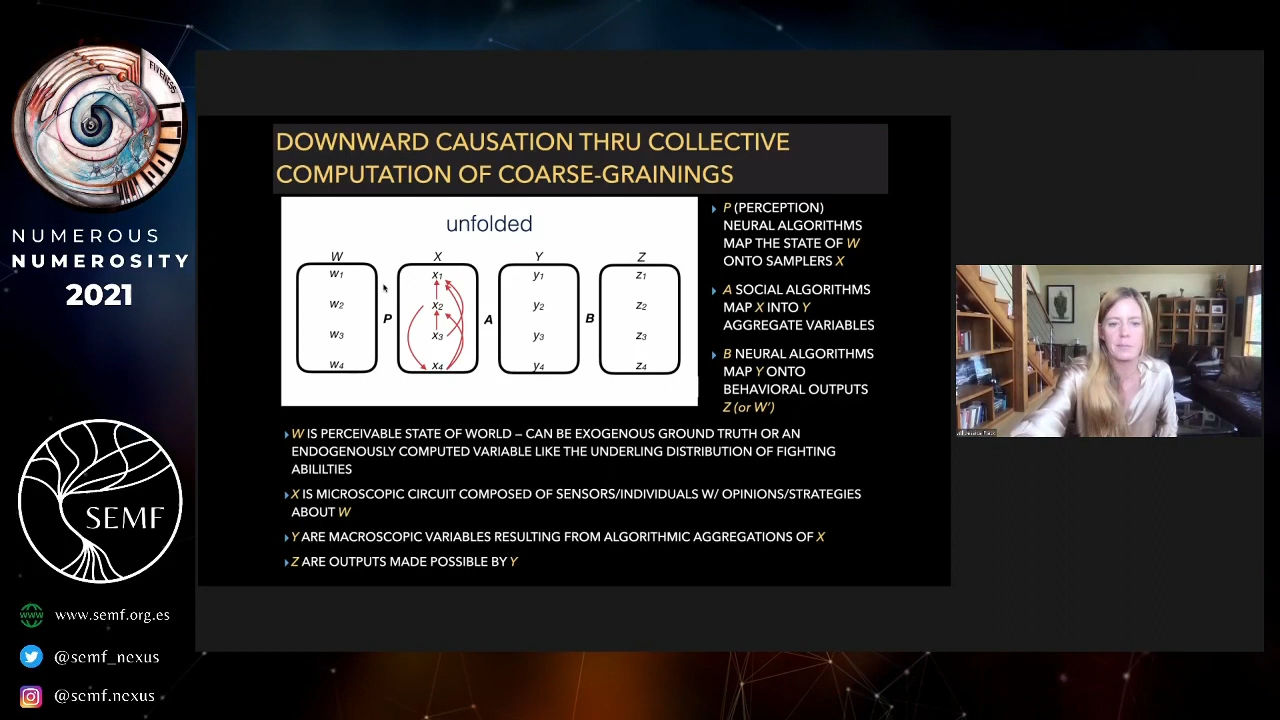 FIVENESS
NUMEROUS
NUMEROSITY
2021
SEMF
www
www.semf.org.es
@semf_nexus
@semf.nexus
DOWNWARD CAUSATION THRU COLLECTIVE
COMPUTATION OF COARSE-GRAININGS
unfolded
W X Y Z
w1 x1 y1 z1
w2 x2 y2 z2
P A B
w3 x3 y3 z3
w4 x4 y4 z4
P (PERCEPTION)
NEURAL ALGORITHMS
MAP THE STATE OF W
ONTO SAMPLERS X
A SOCIAL ALGORITHMS
MAP X INTO Y
AGGREGATE VARIABLES
B NEURAL ALGORITHMS
MAP Y ONTO
BEHAVIORAL OUTPUTS
Z (or W')
W IS PERCEIVABLE STATE OF WORLD – CAN BE EXOGENOUS GROUND TRUTH OR AN
ENDOGENOUSLY COMPUTED VARIABLE LIKE THE UNDERLING DISTRIBUTION OF FIGHTING
ABILILTIES
X IS MICROSCOPIC CIRCUIT COMPOSED OF SENSORS/INDIVIDUALS W/ OPINIONS/STRATEGIES
ABOUT W
Y ARE MACROSCOPIC VARIABLES RESULTING FROM ALGORITHMIC AGGREGATIONS OF X
Z ARE OUTPUTS MADE POSSIBLE BY Y